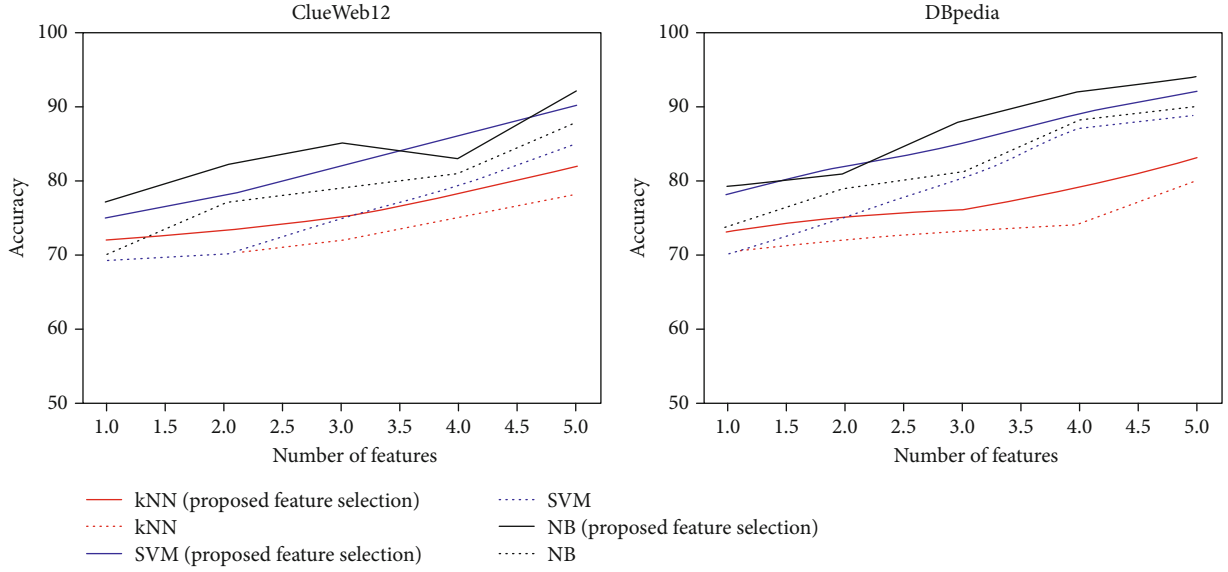 ClueWeb12
100
90
80
70
60
50
Accuracy
1.0 1.5 2.0 2.5 3.0 3.5 4.0 4.5 5.0
Number of features
DBpedia
100
90
80
70
60
50
Accuracy
1.0 1.5 2.0 2.5 3.0 3.5 4.0 4.5 5.0
Number of features
kNN (proposed feature selection)
kNN
SVM (proposed feature selection)
SVM
NB (proposed feature selection)
NB